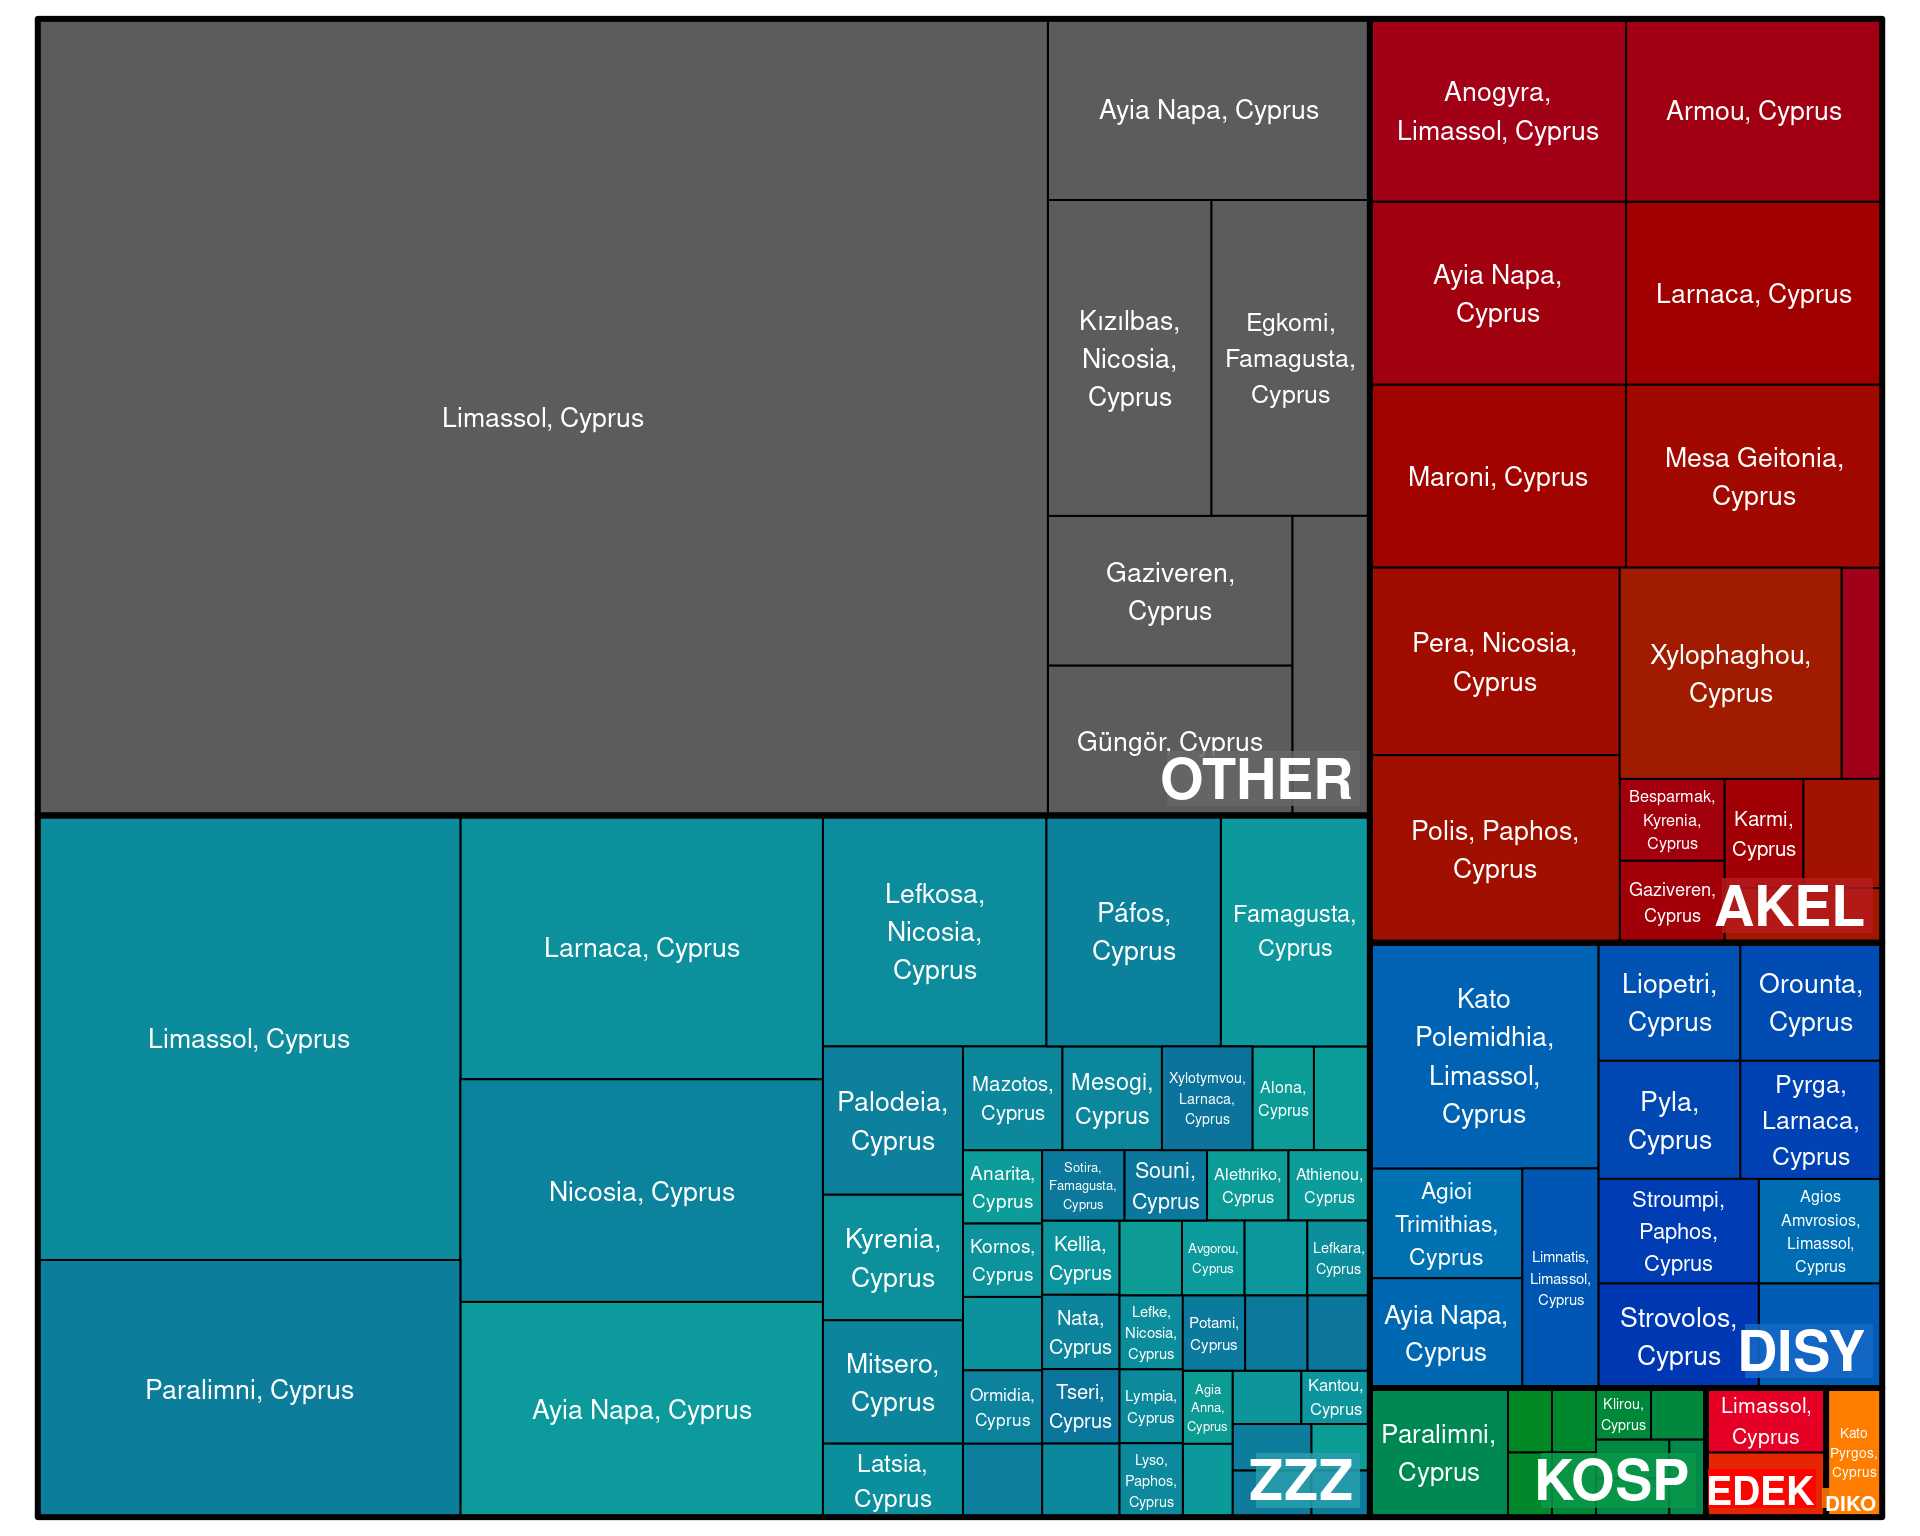 Limassol, Cyprus
Ayia Napa, Cyprus
Kızılbas,
Nicosia,
Cyprus
Egkomi,
Famagusta,
Cyprus
Gaziveren,
Cyprus
Güngör, Cyprus
OTHER
Anogyra,
Limassol, Cyprus
Armou, Cyprus
Ayia Napa,
Cyprus
Larnaca, Cyprus
Maroni, Cyprus
Mesa Geitonia,
Cyprus
Pera, Nicosia,
Cyprus
Xylophaghou,
Cyprus
Polis, Paphos,
Cyprus
Besparmak,
Kyrenia,
Cyprus
Karmi,
Cyprus
Gaziveren,
Cyprus
AKEL
Limassol, Cyprus
Larnaca, Cyprus
Lefkosa,
Nicosia,
Cyprus
Páfos,
Cyprus
Famagusta,
Cyprus
Nicosia, Cyprus
Paralimni, Cyprus
Ayia Napa, Cyprus
Palodeia,
Cyprus
Mazotos,
Cyprus
Mesogi,
Cyprus
Xylotymvou,
Larnaca,
Cyprus
Alona,
Cyprus
Anarita,
Cyprus
Sotira,
Famagusta,
Cyprus
Souni,
Cyprus
Alethriko,
Cyprus
Athienou,
Cyprus
Kyrenia,
Cyprus
Kornos,
Cyprus
Kellia,
Cyprus
Avgorou,
Cyprus
Lefkara,
Cyprus
Nata,
Cyprus
Lefke,
Nicosia,
Cyprus
Potami,
Cyprus
Mitsero,
Cyprus
Ormidia,
Cyprus
Tseri,
Cyprus
Lympia,
Cyprus
Agia
Anna,
Cyprus
Kantou,
Cyprus
Latsia,
Cyprus
Lyso,
Paphos,
Cyprus
ZZZ
Kato
Polemidhia,
Limassol,
Cyprus
Liopetri,
Cyprus
Orounta,
Cyprus
Pyla,
Cyprus
Pyrga,
Larnaca,
Cyprus
Agioi
Trimithias,
Cyprus
Limnatis,
Limassol,
Cyprus
Stroumpi,
Paphos,
Cyprus
Agios
Amvrosios,
Limassol,
Cyprus
Ayia Napa,
Cyprus
Strovolos,
Cyprus
DISY
Paralimni,
Cyprus
Klirou,
Cyprus
KOSP
Limassol,
Cyprus
EDEK
Kato
Pyrgos,
Cyprus
DIKO